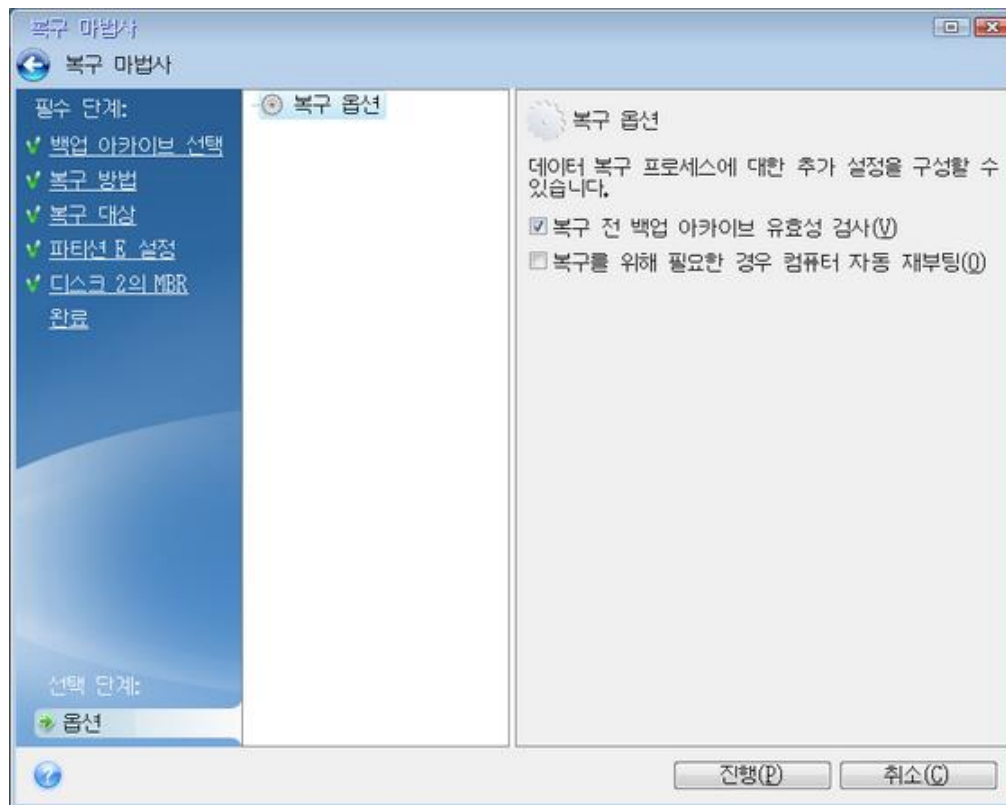 복구 마법사
복구 마법사
필수 단계:
백업 아카이브 선택
복구 방법
복구 대상
파티션 E 설정
디스크 2의 MBR
완료
선택 단계:
옵션
복구 옵션
복구 옵션
데이터 복구 프로세스에 대한 추가 설정을 구성할 수
있습니다.
복구 전 백업 아카이브 유효성 검사(V)
복구를 위해 필요한 경우 컴퓨터 자동 재부팅(O)
진행(P)
취소(C)